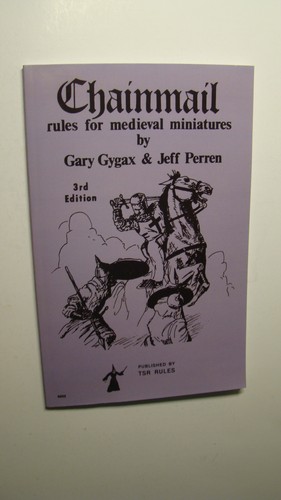 Chainmail
rules for medieval miniatures
by
Gary Gygax & Jeff Perren
3rd
Edition
PUBLISHED BY
TSR RULES